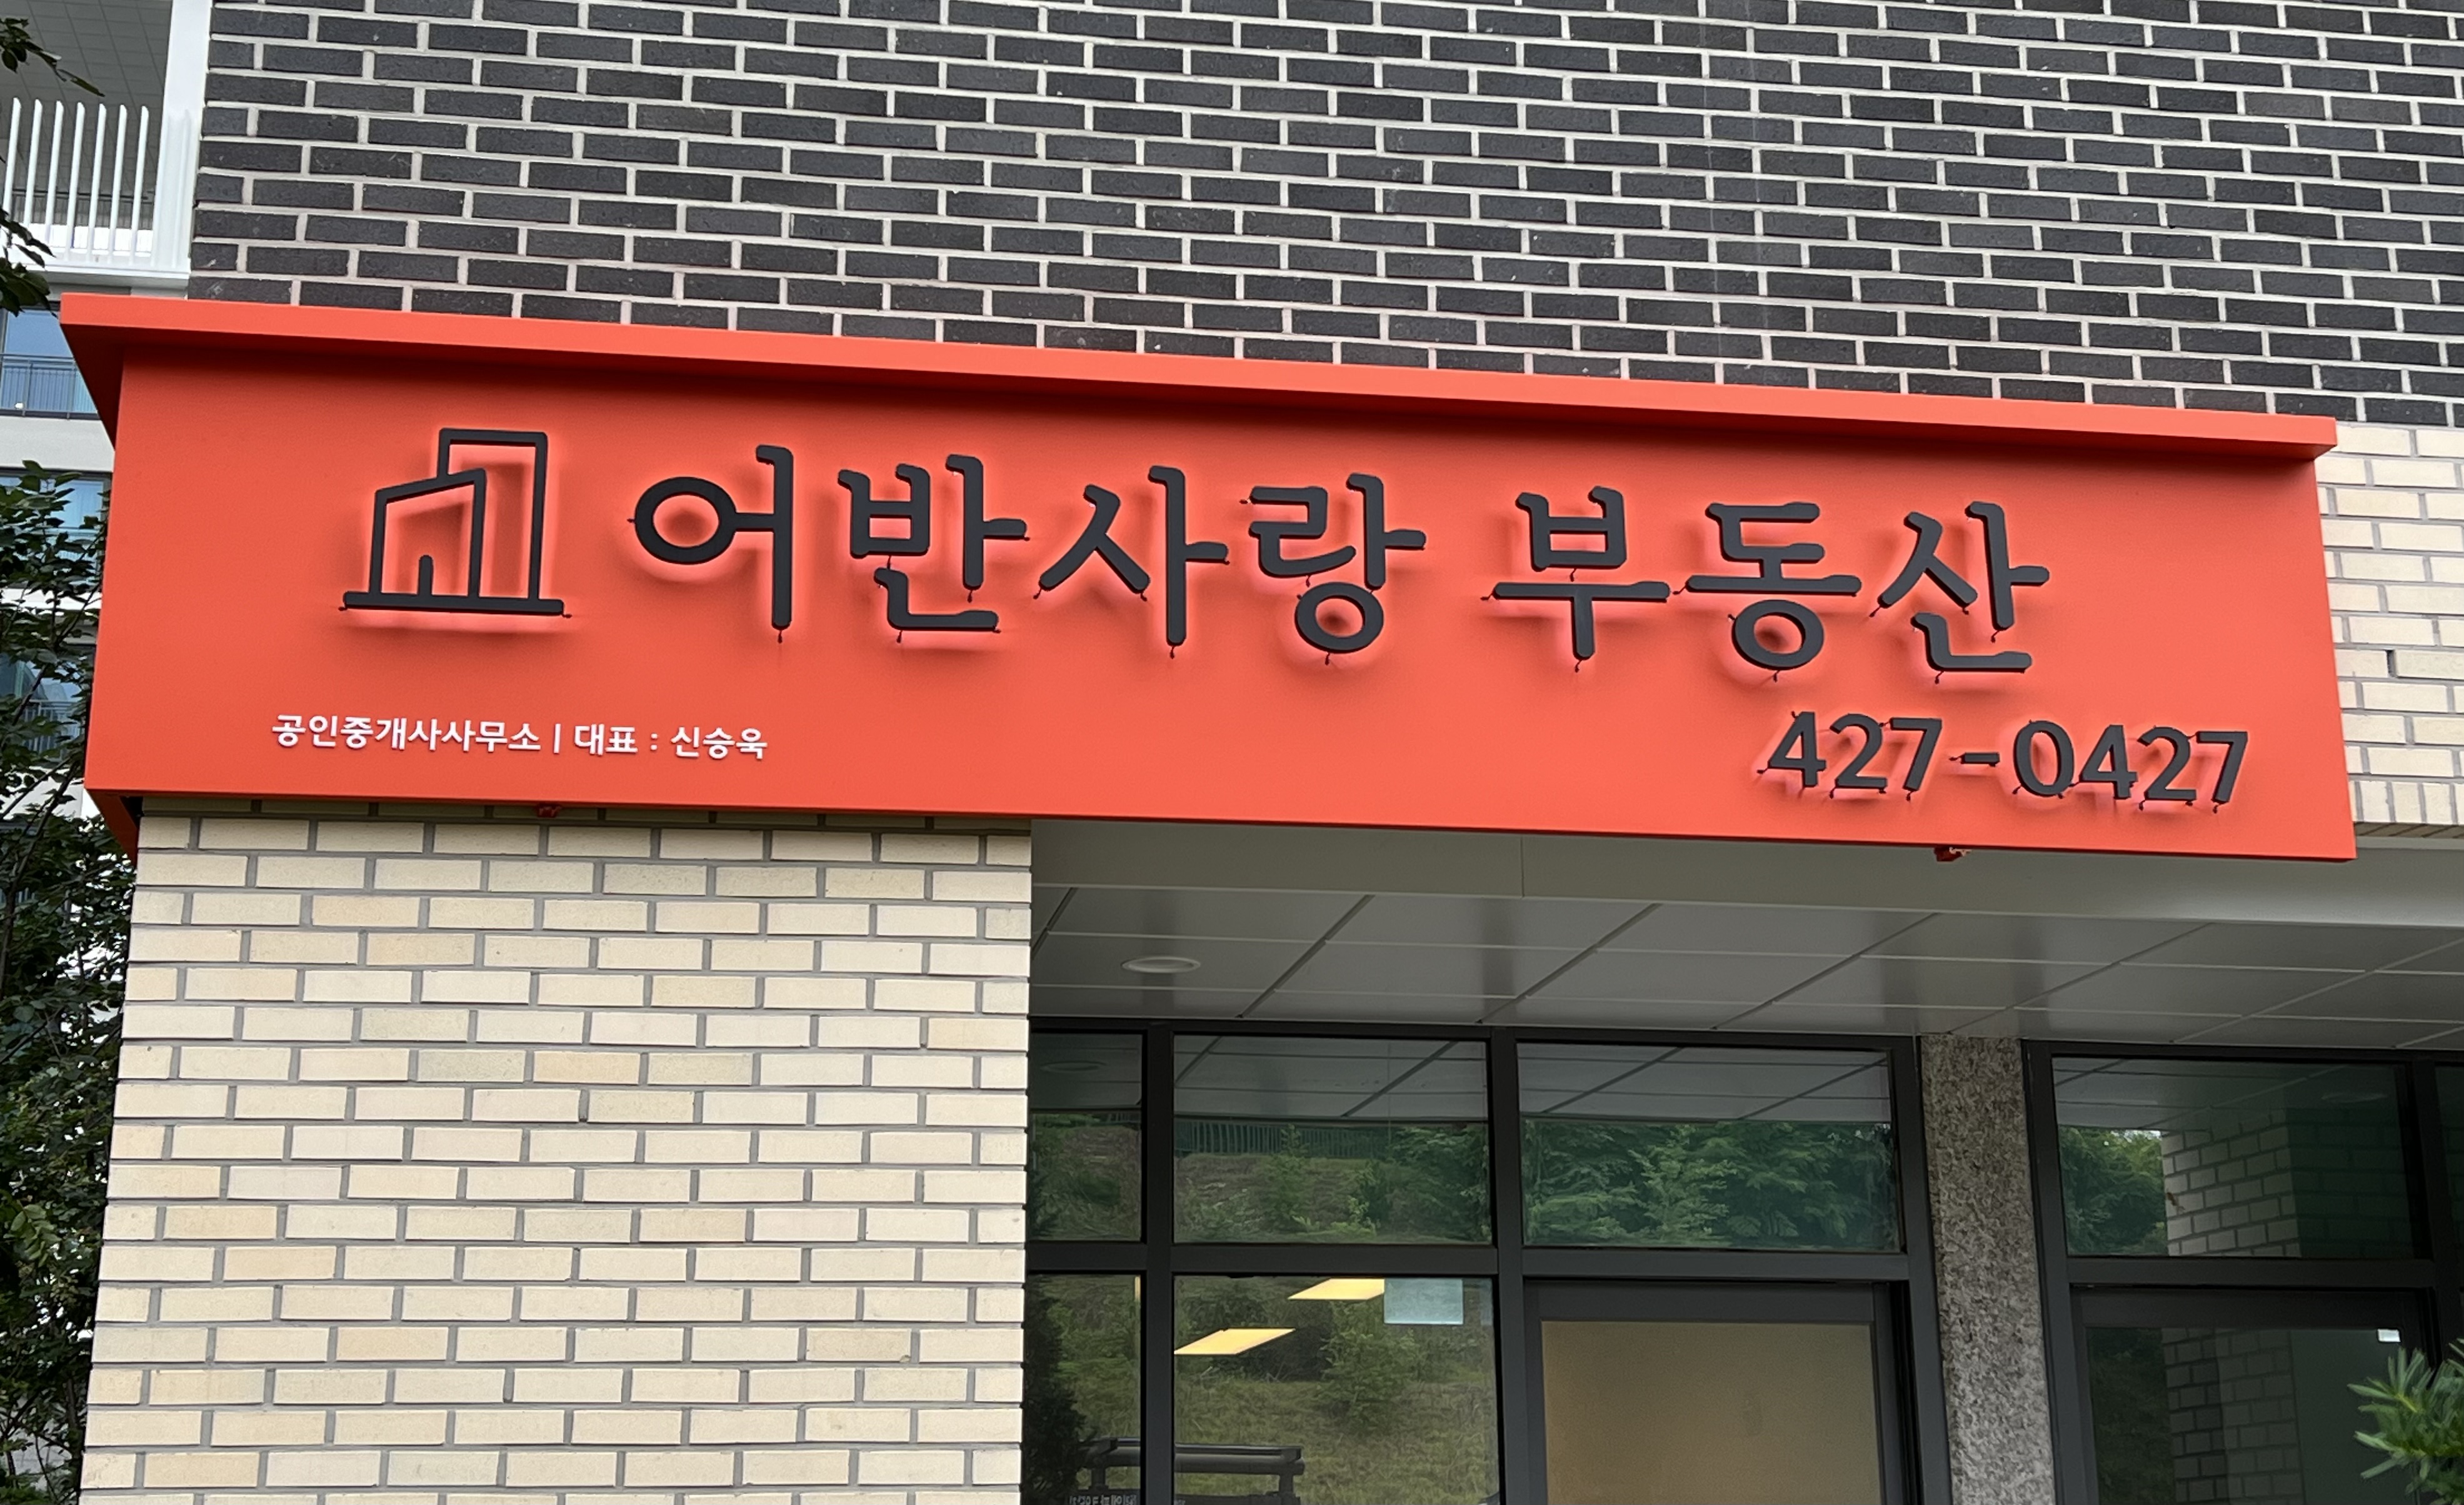 어반사랑 부동산
공인중개사사무소 | 대표 : 신승욱
427-0427